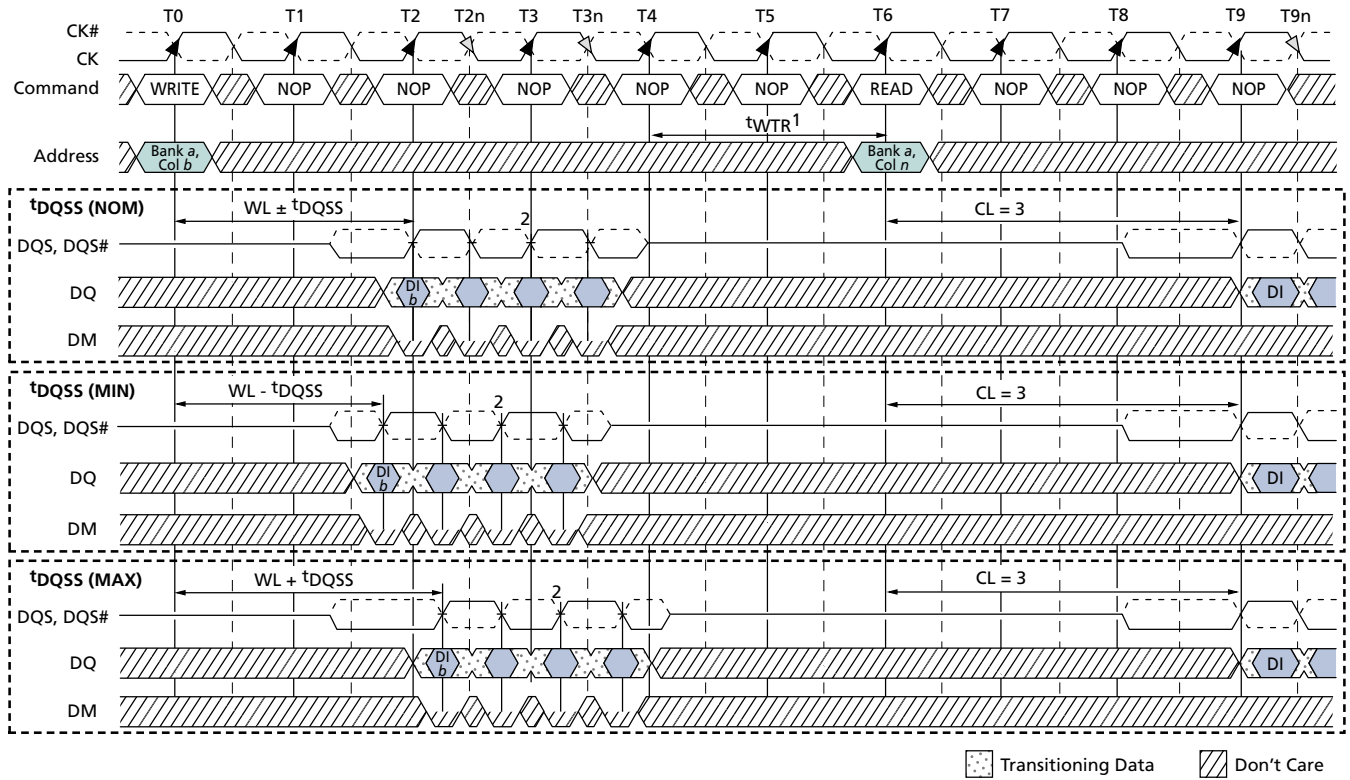 T0 T1 T2 T2n T3 T3n T4 T5 T6 T7 T8 T9 T9n
CK#
CK
Command WRITE NOP NOP NOP NOP NOP READ NOP NOP NOP
tWTR1
Address Bank a, Col b Bank a, Col n
tDQSS (NOM) WL ± tDQSS 2 CL = 3
DQS, DQS#
DQ DI b DI
DM
tDQSS (MIN) WL - tDQSS 2 CL = 3
DQS, DQS#
DQ DI b DI
DM
tDQSS (MAX) WL + tDQSS 2 CL = 3
DQS, DQS#
DQ DI b DI
DM
Transitioning Data Don't Care